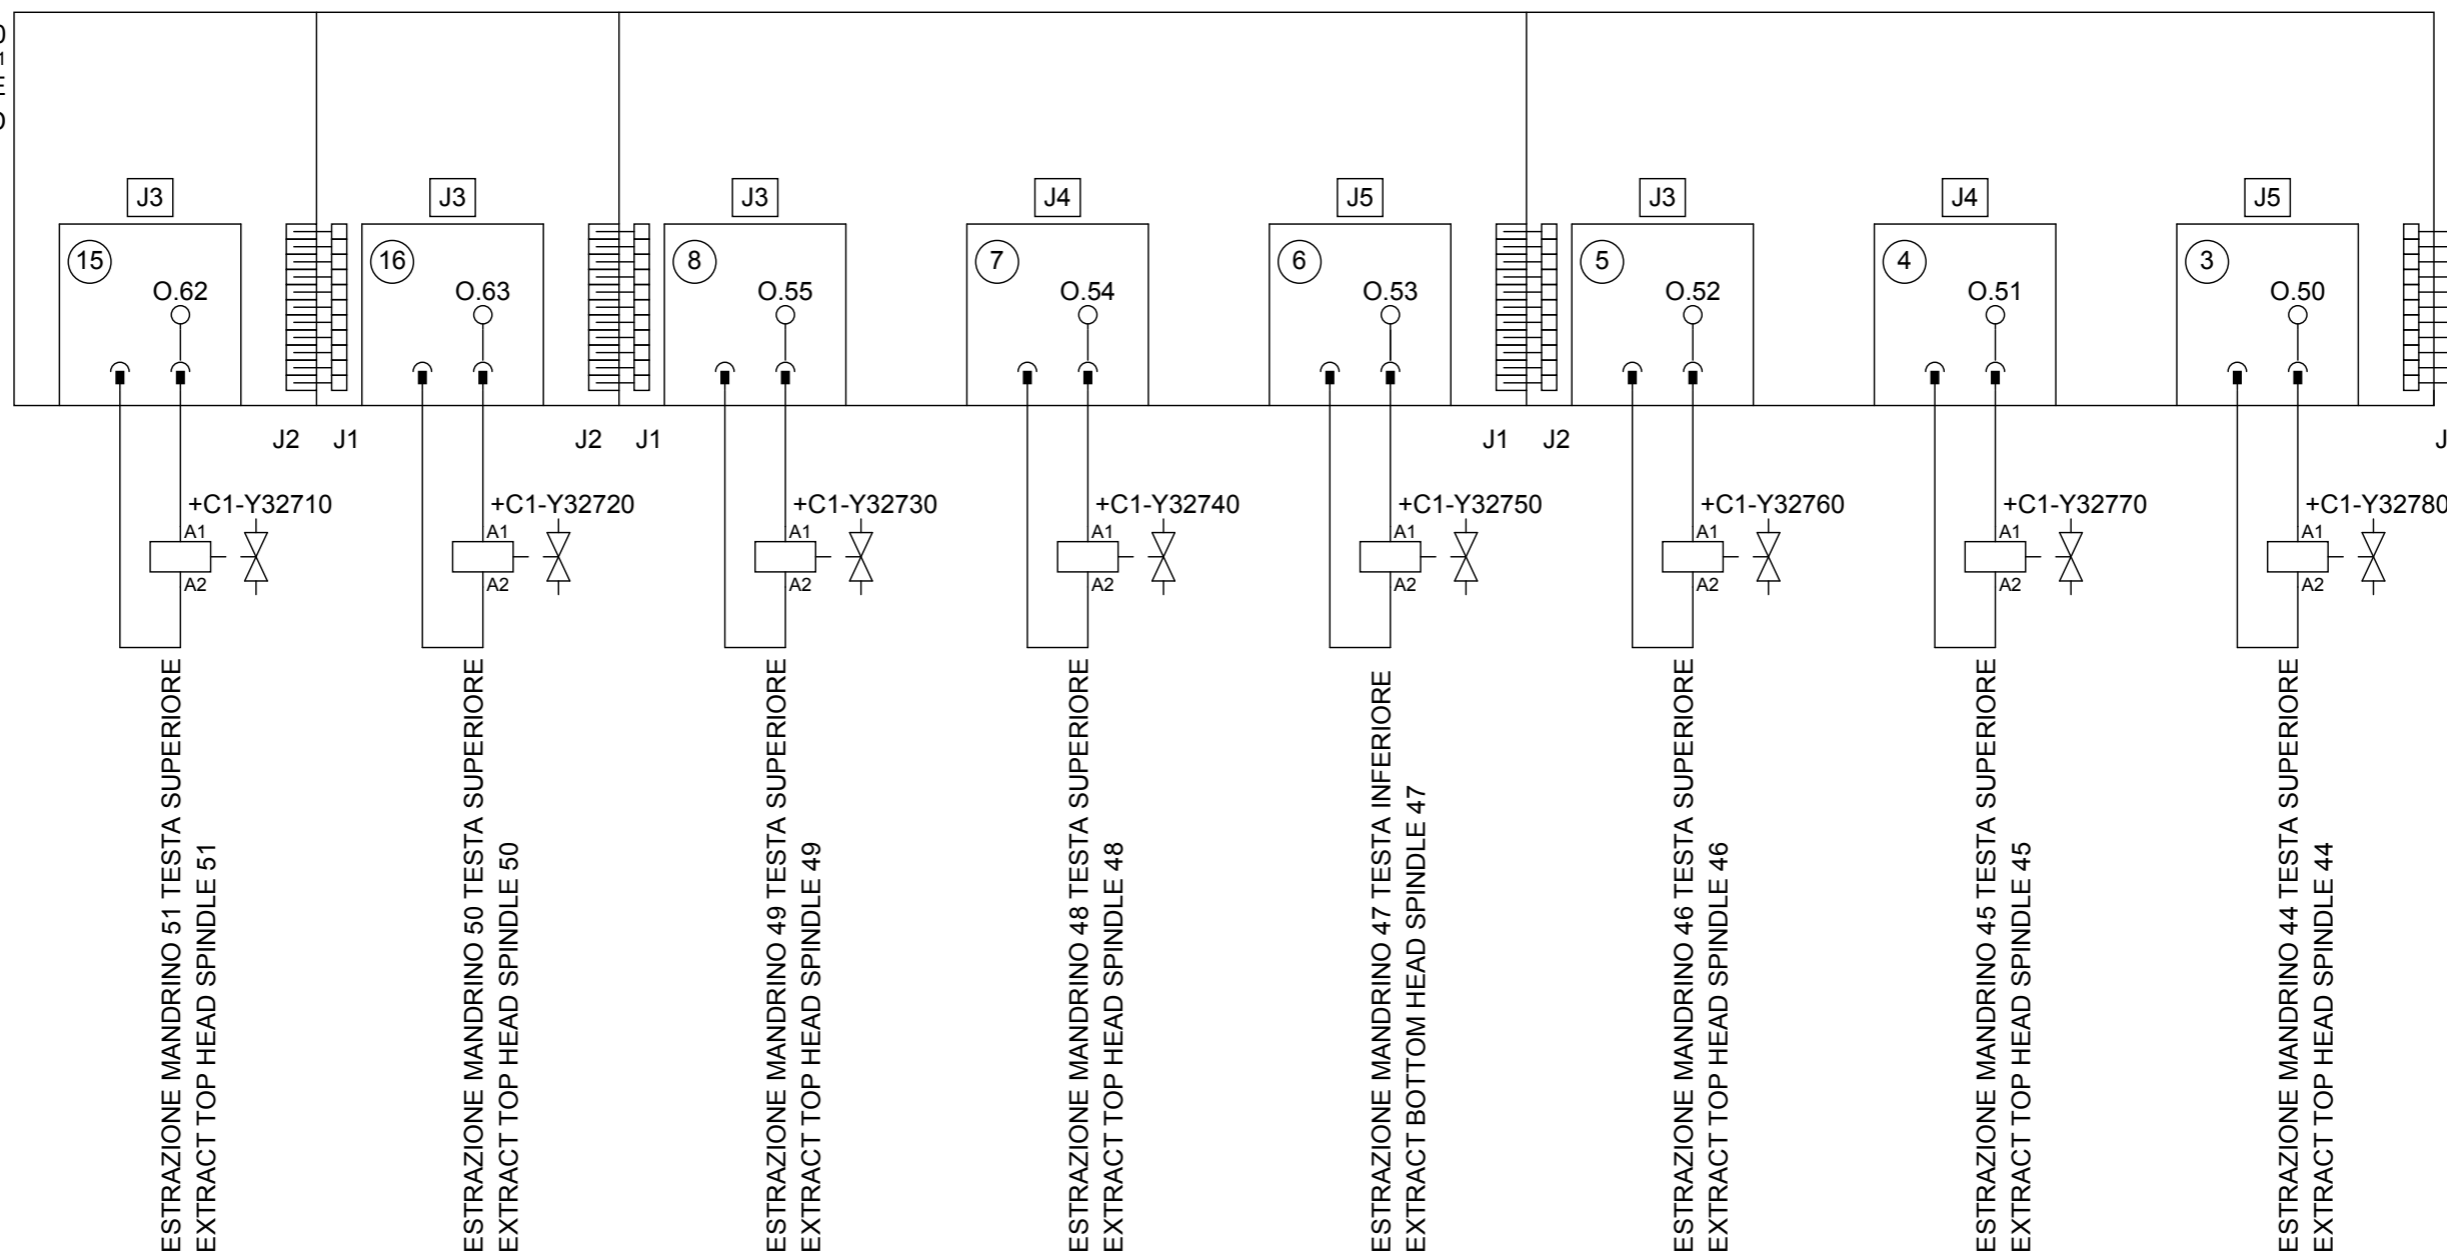 J3 J3 J3 J4 J5 J3 J4 J5
15 16 8 7 6 5 4 3
O.62 O.63 O.55 O.54 O.53 O.52 O.51 O.50
J2 J1 J2 J1 J1 J2 J
+C1-Y32710 +C1-Y32720 +C1-Y32730 +C1-Y32740 +C1-Y32750 +C1-Y32760 +C1-Y32770 +C1-Y32780
A1 A1 A1 A1 A1 A1 A1 A1
A2 A2 A2 A2 A2 A2 A2 A2
ESTRAZIONE MANDRINO 51 TESTA SUPERIORE
EXTRACT TOP HEAD SPINDLE 51
ESTRAZIONE MANDRINO 50 TESTA SUPERIORE
EXTRACT TOP HEAD SPINDLE 50
ESTRAZIONE MANDRINO 49 TESTA SUPERIORE
EXTRACT TOP HEAD SPINDLE 49
ESTRAZIONE MANDRINO 48 TESTA SUPERIORE
EXTRACT TOP HEAD SPINDLE 48
ESTRAZIONE MANDRINO 47 TESTA INFERIORE
EXTRACT BOTTOM HEAD SPINDLE 47
ESTRAZIONE MANDRINO 46 TESTA SUPERIORE
EXTRACT TOP HEAD SPINDLE 46
ESTRAZIONE MANDRINO 45 TESTA SUPERIORE
EXTRACT TOP HEAD SPINDLE 45
ESTRAZIONE MANDRINO 44 TESTA SUPERIORE
EXTRACT TOP HEAD SPINDLE 44